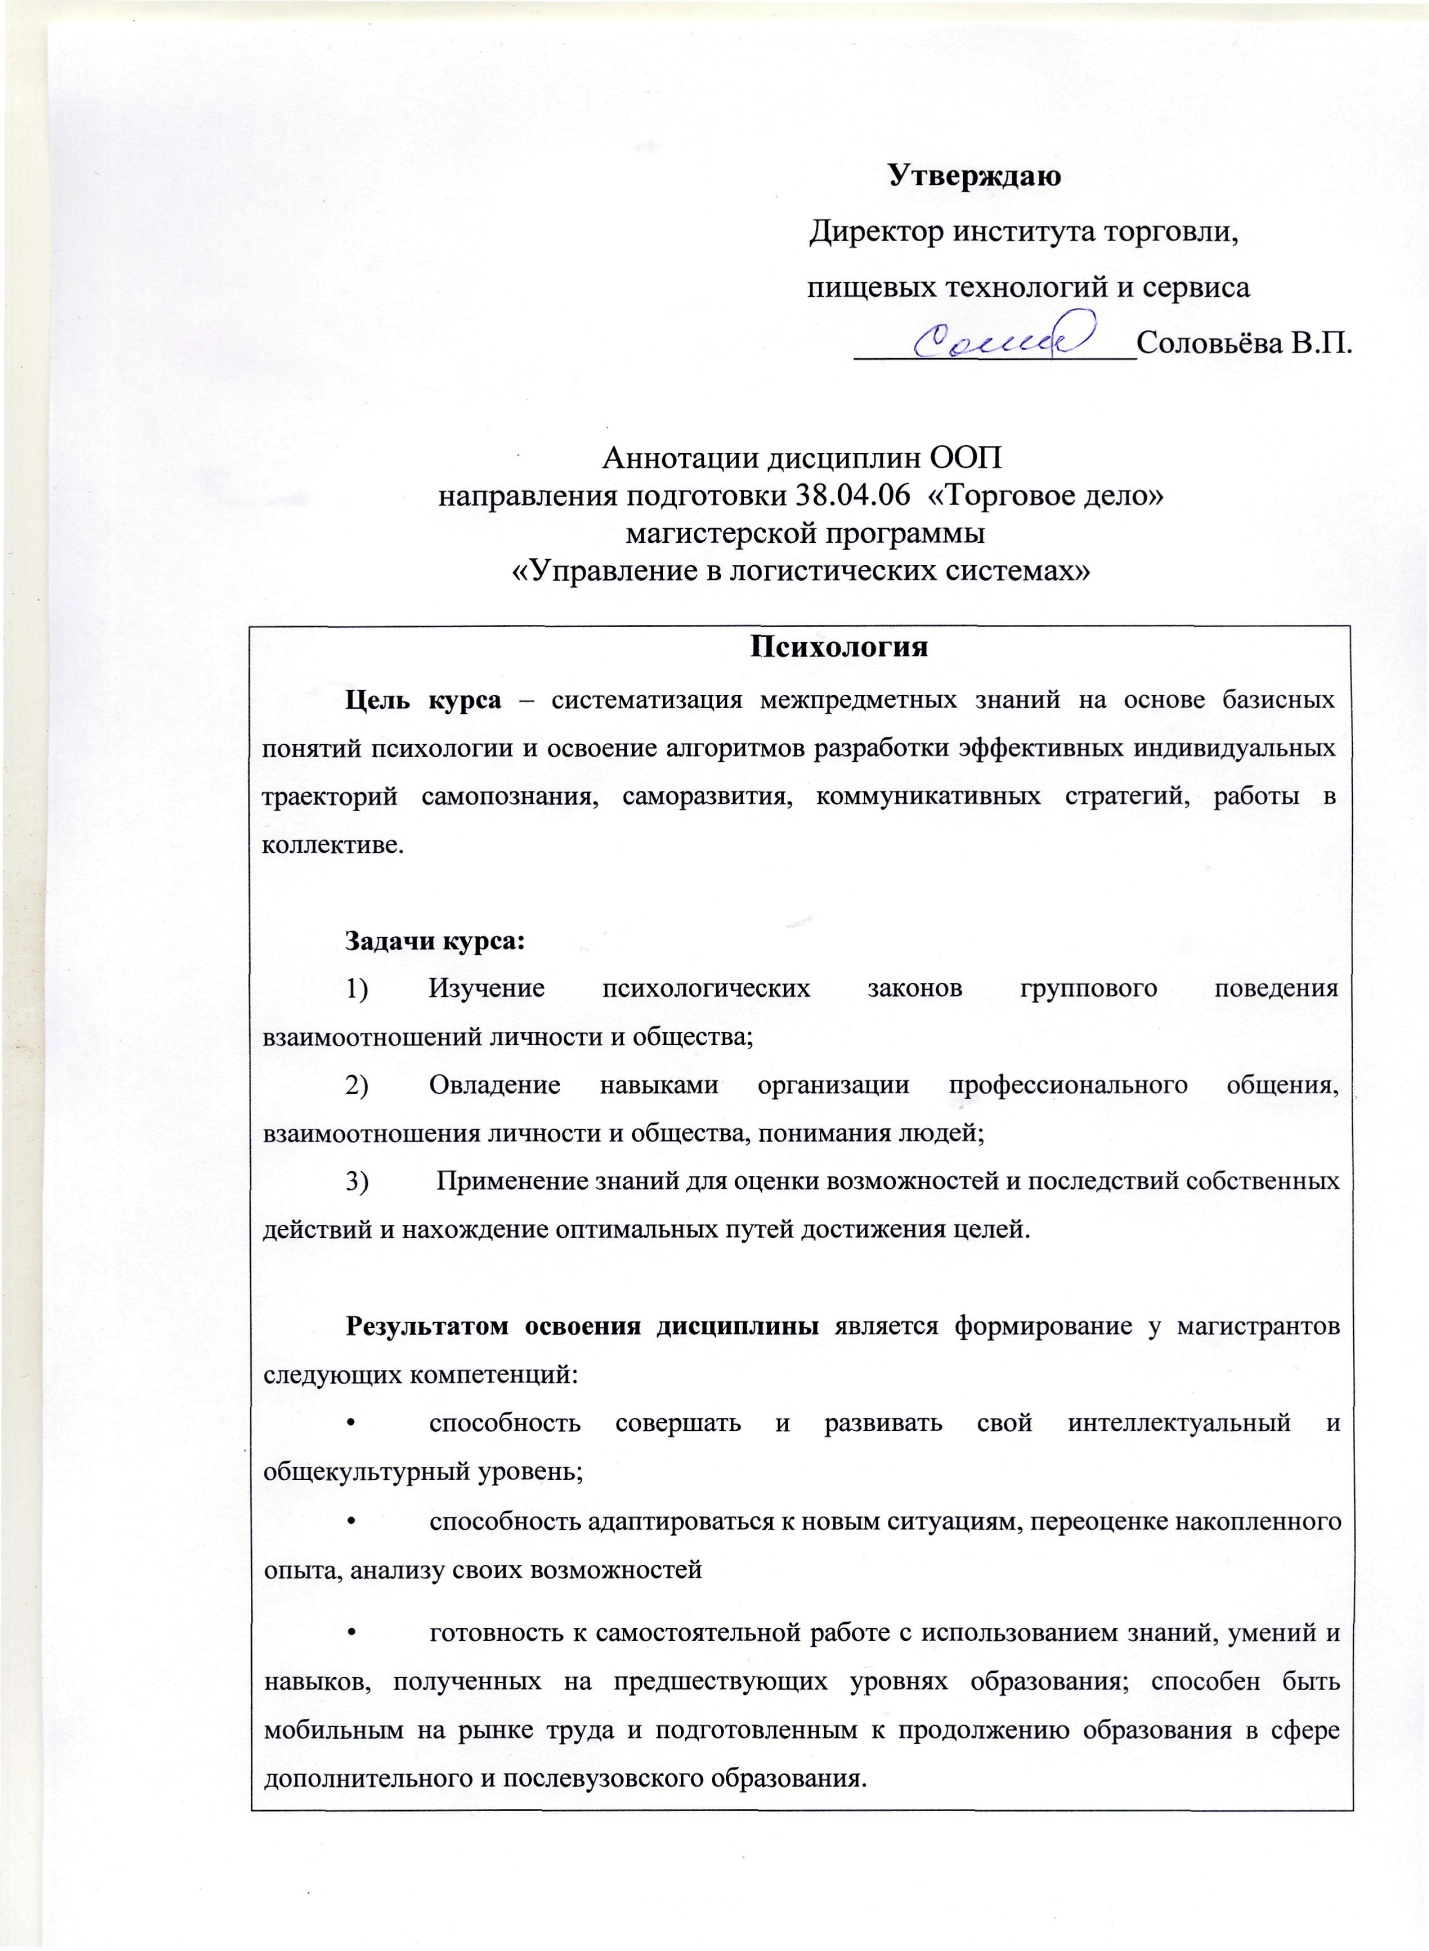 Утверждаю
Директор института торговли,
пищевых технологий и сервиса
Соловьёва В.П.
Аннотации дисциплин ООП
направления подготовки 38.04.06 «Торговое дело»
магистерской программы
«Управление в логистических системах»
Психология
Цель курса – систематизация межпредметных знаний на основе базисных
понятий психологии и освоение алгоритмов разработки эффективных индивидуальных
траекторий самопознания, саморазвития, коммуникативных стратегий, работы в
коллективе.
Задачи курса:
1) Изучение психологических законов группового поведения
взаимоотношений личности и общества;
2) Овладение навыками организации профессионального общения,
взаимоотношения личности и общества, понимания людей;
3) Применение знаний для оценки возможностей и последствий собственных
действий и нахождение оптимальных путей достижения целей.
Результатом освоения дисциплины является формирование у магистрантов
следующих компетенций:
• способность совершать и развивать свой интеллектуальный и
общекультурный уровень;
• способность адаптироваться к новым ситуациям, переоценке накопленного
опыта, анализу своих возможностей
• готовность к самостоятельной работе с использованием знаний, умений и
навыков, полученных на предшествующих уровнях образования; способен быть
мобильным на рынке труда и подготовленным к продолжению образования в сфере
дополнительного и послевузовского образования.